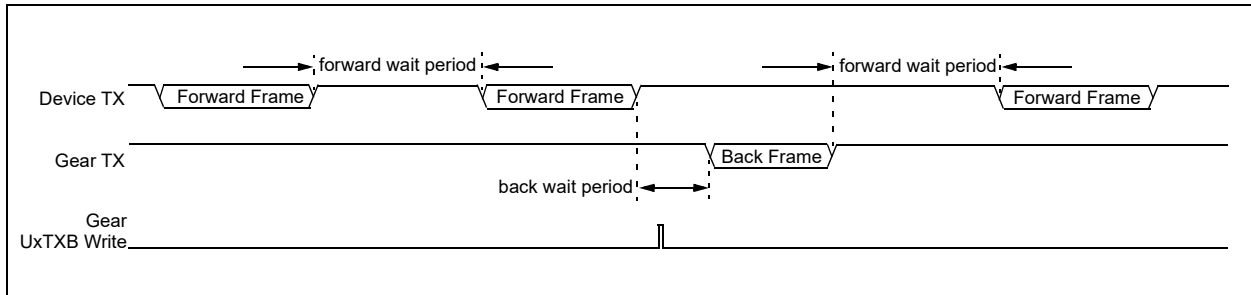 forward wait period
forward wait period
Device TX
Forward Frame
Forward Frame
Forward Frame
Gear TX
Back Frame
back wait period
Gear
UxTXB Write